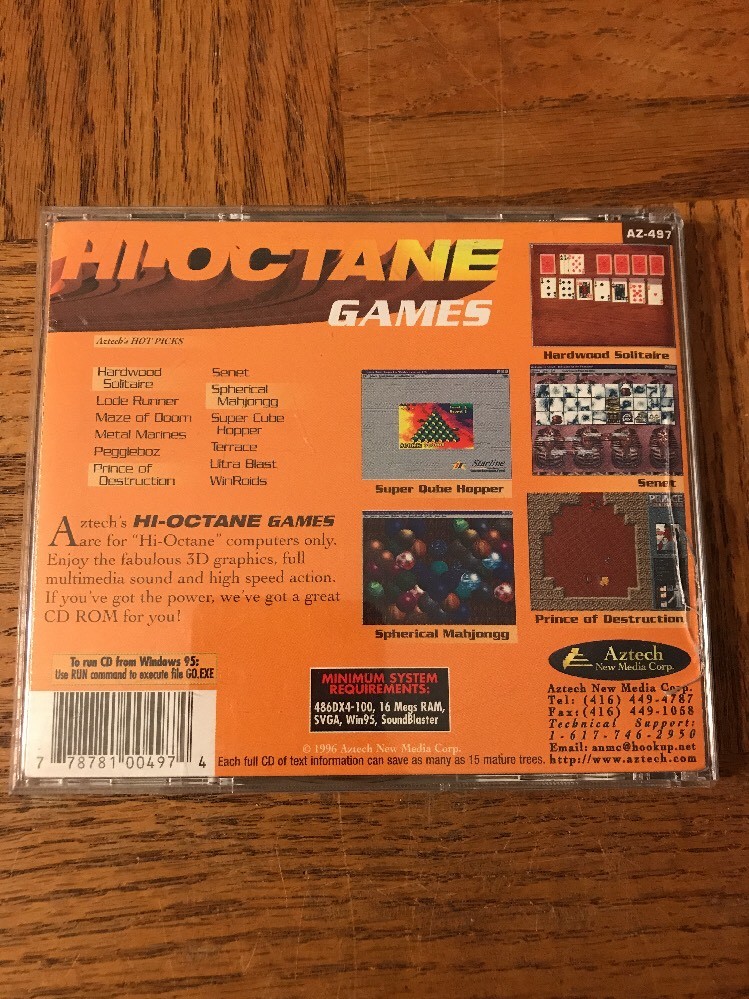 AZ-497
HI-OCTANE
GAMES
Aztech's HOT PICKS
Hardwood
Solitaire
Lode Runner
Maze of Doom
Metal Marines
Peggleboz
Prince of
Destruction
Senet
Spherical
Mahjongg
Super Cube
Hopper
Terrace
Ultra Blast
WinRoids
Hardwood Solitaire
Starline
Super Qube Hopper
Senet
Spherical Mahjongg
PRINCE
Prince of Destruction
Aztech's HI-OCTANE GAMES
are for "Hi-Octane" computers only.
Enjoy the fabulous 3D graphics, full
multimedia sound and high speed action.
If you've got the power, we've got a great
CD ROM for you!
To run CD from Windows 95:
Use RUN command to execute file GO.EXE
7 78781 00497 4
MINIMUM SYSTEM
REQUIREMENTS:
486DX4-100, 16 Megs RAM,
SVGA, Win95, SoundBlaster
© 1996 Aztech New Media Corp.
Each full CD of text information can save as many as 15 mature trees.
Aztech
New Media Corp.
Aztech New Media Corp.
Tel: (416) 449-4787
Fax: (416) 449-1058
Technical Support:
1-617-746-2950
Email: anmc@hookup.net
http://www.aztech.com